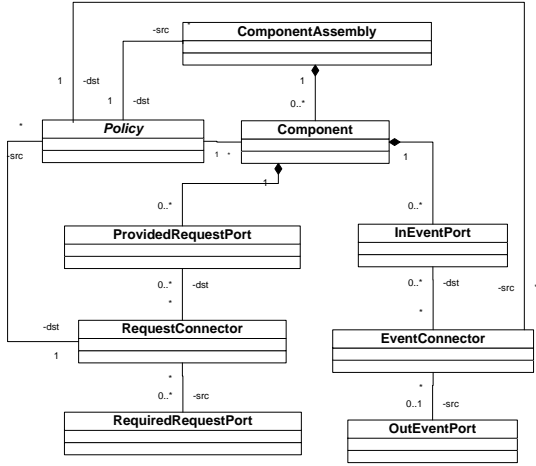 *
-src
ComponentAssembly
1
1
-dst
1
-dst
0..*
*
Policy
Component
-src
1
*
1
1
0..*
0..*
ProvidedRequestPort
InEventPort
0..*
-dst
0..*
-dst
-src
*
*
*
-dst
RequestConnector
EventConnector
1
*
*
0..*
-src
0..1
-src
RequiredRequestPort
OutEventPort